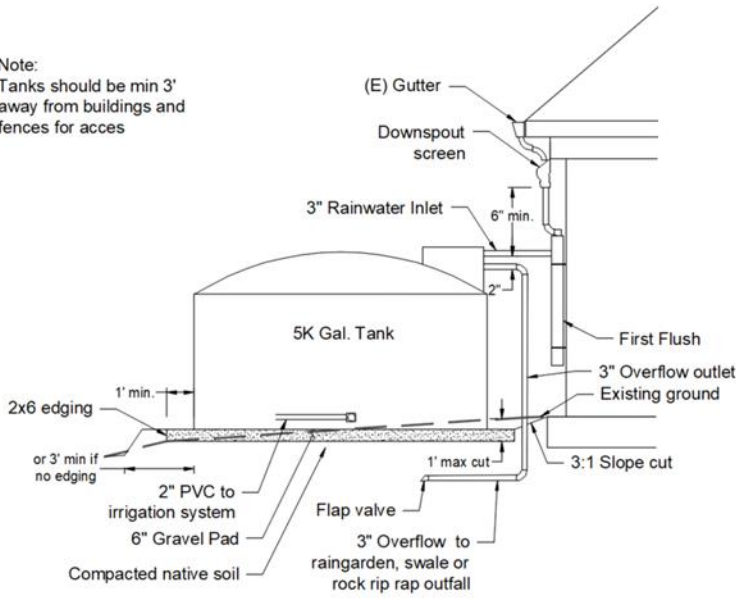 Note:
Tanks should be min 3'
away from buildings and
fences for acces
(E) Gutter
Downspout
screen
3" Rainwater Inlet
6" min.
2"
5K Gal. Tank
First Flush
3" Overflow outlet
Existing ground
1' min.
2x6 edging
or 3' min if
no edging
1' max cut
3:1 Slope cut
2" PVC to
irrigation system
Flap valve
6" Gravel Pad
3" Overflow to
raingarden, swale or
rock rip rap outfall
Compacted native soil